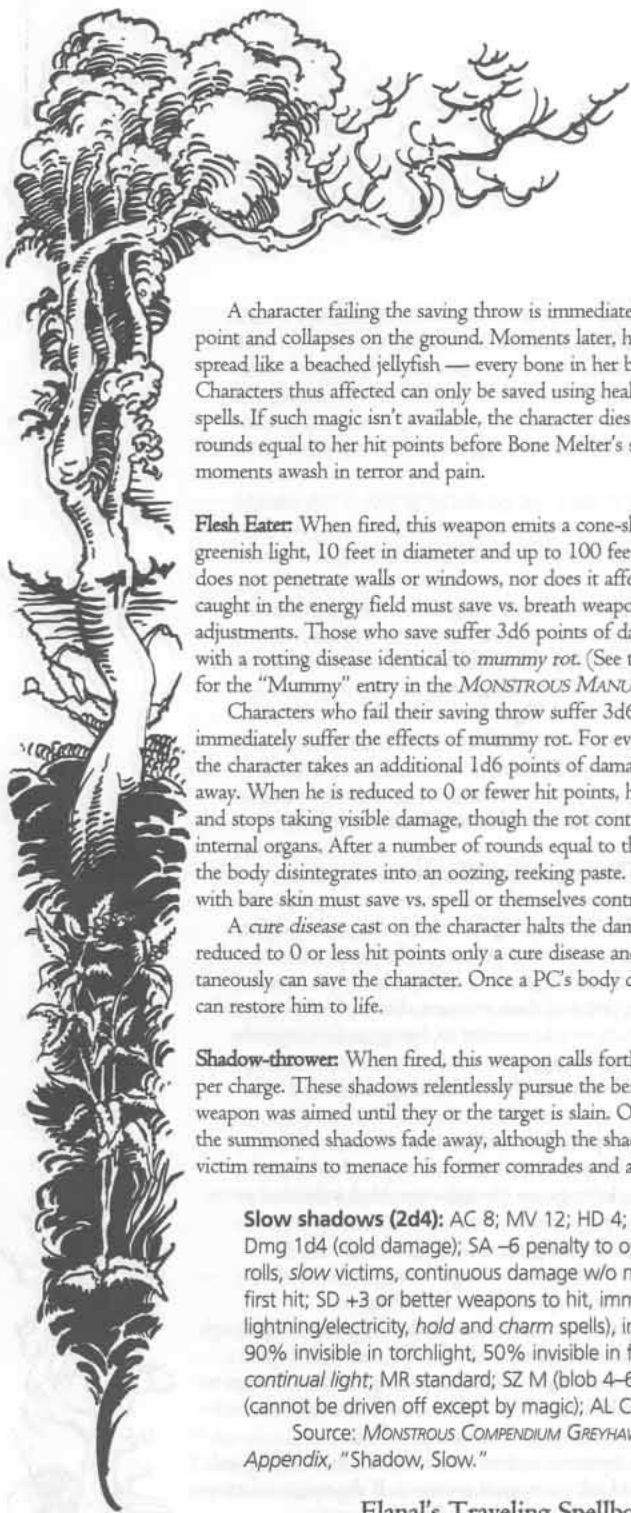 A character failing the saving throw is immediate
point and collapses on the ground. Moments later, h
spread like a beached jellyfish — every bone in her b
Characters thus affected can only be saved using heal
spells. If such magic isn't available, the character dies
rounds equal to her hit points before Bone Melter's s
moments awash in terror and pain.
Flesh Eater: When fired, this weapon emits a cone-sl
greenish light, 10 feet in diameter and up to 100 fee
does not penetrate walls or windows, nor does it affe
caught in the energy field must save vs. breath weapo
adjustments. Those who save suffer 3d6 points of da
with a rotting disease identical to mummy rot. (See t
for the "Mummy" entry in the MONSTROUS MANU
Characters who fail their saving throw suffer 3d6
immediately suffer the effects of mummy rot. For ev
the character takes an additional 1d6 points of dama
away. When he is reduced to 0 or fewer hit points, h
and stops taking visible damage, though the rot cont
internal organs. After a number of rounds equal to th
the body disintegrates into an oozing, reeking paste.
with bare skin must save vs. spell or themselves contr
A cure disease cast on the character halts the dam
reduced to 0 or less hit points only a cure disease and
taneously can save the character. Once a PC's body d
can restore him to life.
Shadow-thrower: When fired, this weapon calls forth
per charge. These shadows relentlessly pursue the bei
weapon was aimed until they or the target is slain. O
the summoned shadows fade away, although the shad
victim remains to menace his former comrades and a
Slow shadows (2d4): AC 8; MV 12; HD 4;
Dmg 1d4 (cold damage); SA –6 penalty to o
rolls, slow victims, continuous damage w/o m
first hit; SD +3 or better weapons to hit, imm
lightning/electricity, hold and charm spells), in
90% invisible in torchlight, 50% invisible in f
continual light; MR standard; SZ M (blob 4–6
(cannot be driven off except by magic); AL C
Source: MONSTROUS COMPENDIUM GREYHAW
Appendix, "Shadow, Slow."
Flanal's Traveling Spellbo